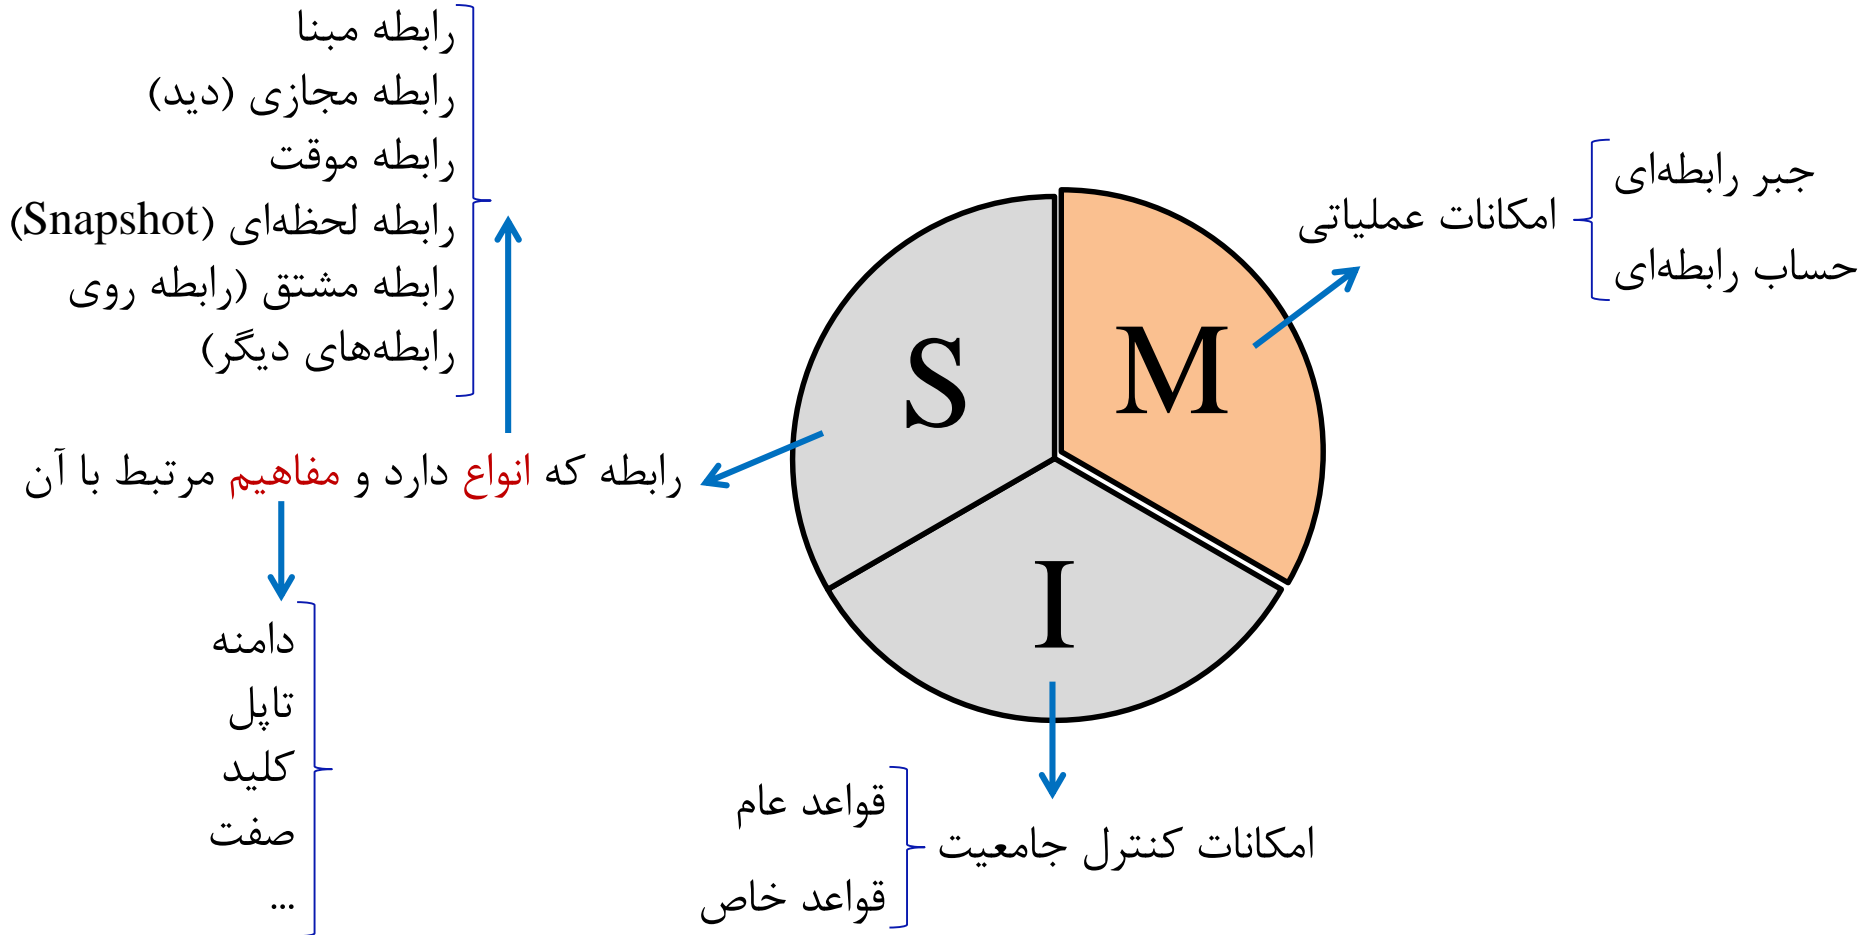 رابطه مبنا
رابطه مجازی (دید)
رابطه موقت
رابطه لحظه‌ای (Snapshot)
رابطه مشتق (رابطه روی
رابطه‌های دیگر)
جبر رابطه‌ای
امکانات عملیاتی
حساب رابطه‌ای
S
M
I
رابطه که انواع دارد و مفاهیم مرتبط با آن
دامنه
تاپل
کلید
صفت
...
امکانات کنترل جامعیت
قواعد عام
قواعد خاص